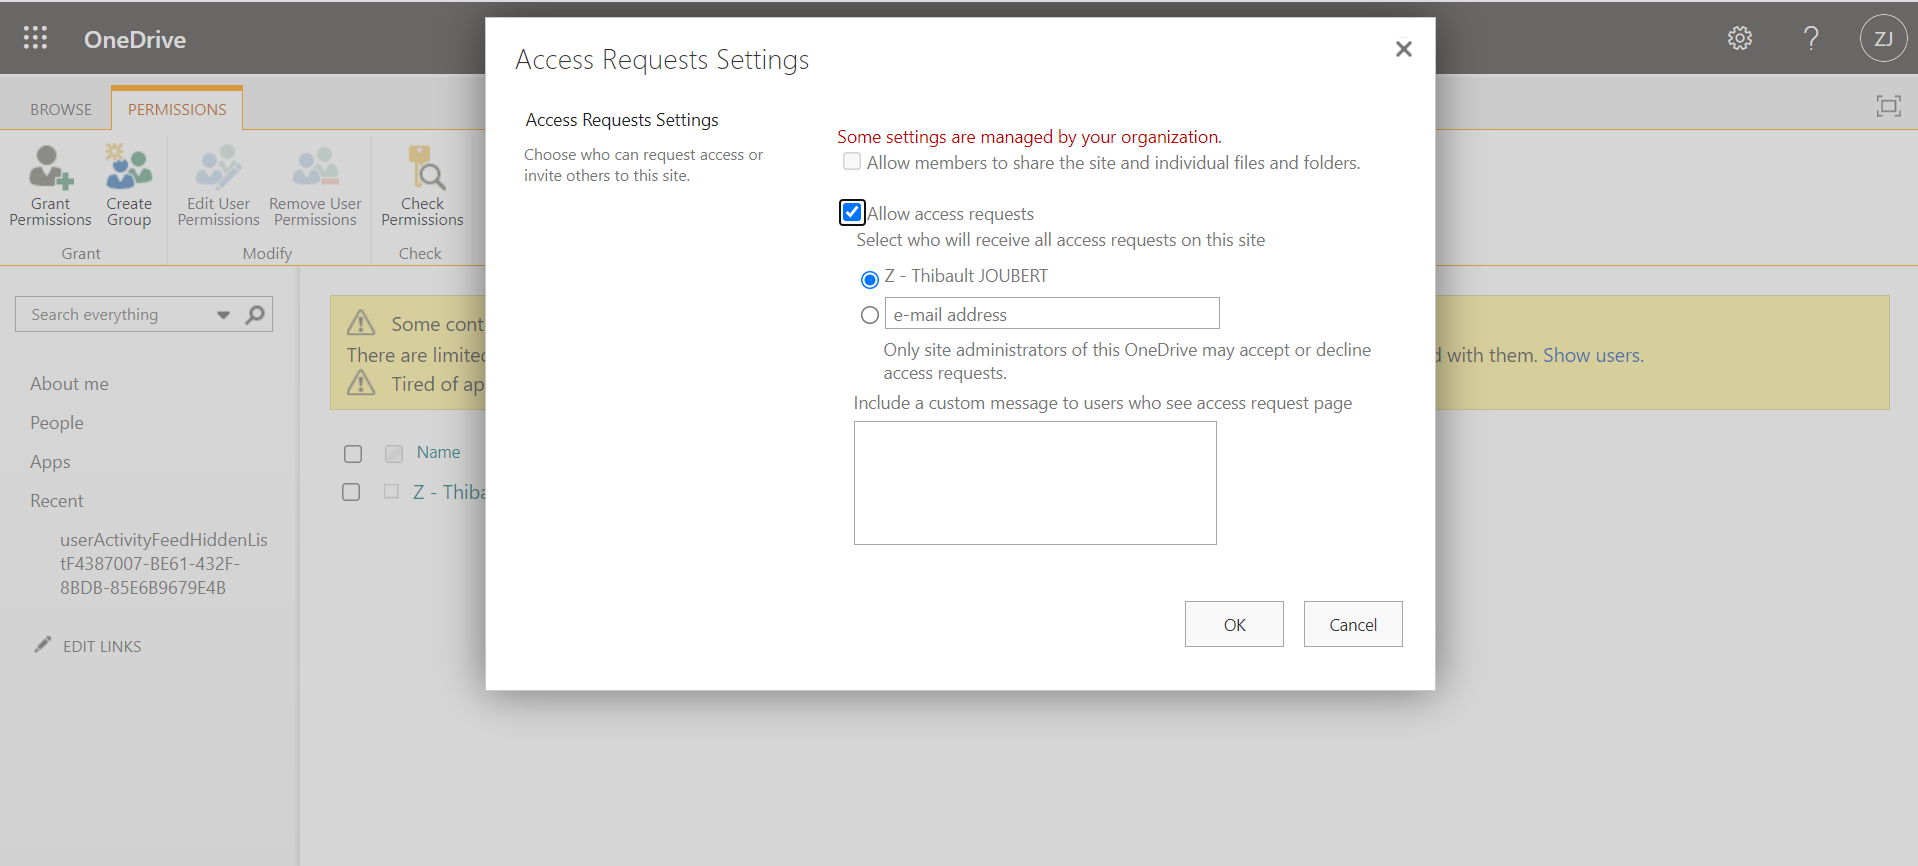 OneDrive
ZJ
BROWSE
PERMISSIONS
Grant Permissions
Create Group
Edit User Permissions
Remove User Permissions
Check Permissions
Grant
Modify
Check
Search everything
About me
People
Apps
Recent
userActivityFeedHiddenLis
tF4387007-BE61-432F-
8BDB-85E6B9679E4B
EDIT LINKS
Some cont
There are limited
with them. Show users.
Tired of ap
Name
Z - Thiba
Access Requests Settings
Access Requests Settings
Choose who can request access or
invite others to this site.
Some settings are managed by your organization.
Allow members to share the site and individual files and folders.
Allow access requests
Select who will receive all access requests on this site
Z - Thibault JOUBERT
e-mail address
Only site administrators of this OneDrive may accept or decline
access requests.
Include a custom message to users who see access request page
OK
Cancel